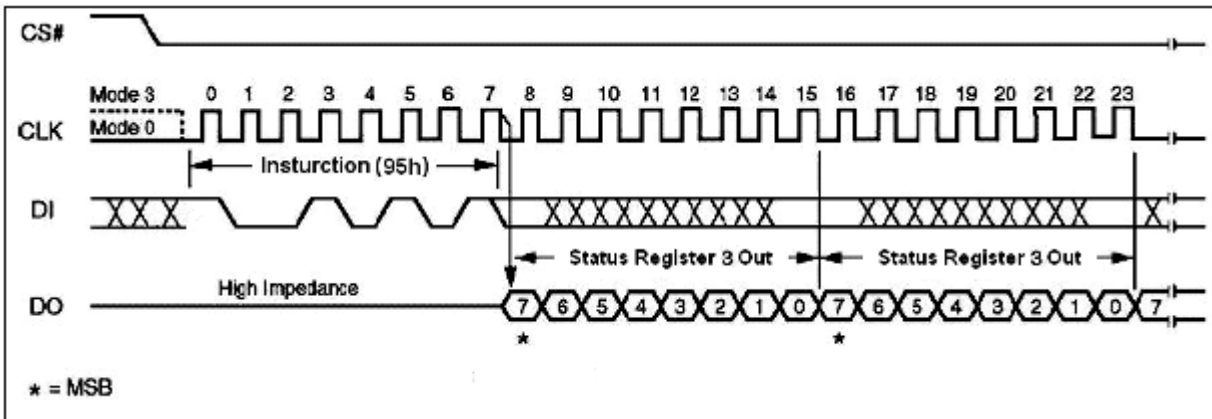 CS#
Mode 3
0 1 2 3 4 5 6 7 8 9 10 11 12 13 14 15 16 17 18 19 20 21 22 23
CLK
Mode 0
Insturction (95h)
DI
Status Register 3 Out
Status Register 3 Out
High Impedance
DO
7 6 5 4 3 2 1 0 7 6 5 4 3 2 1 0 7
* *
* = MSB